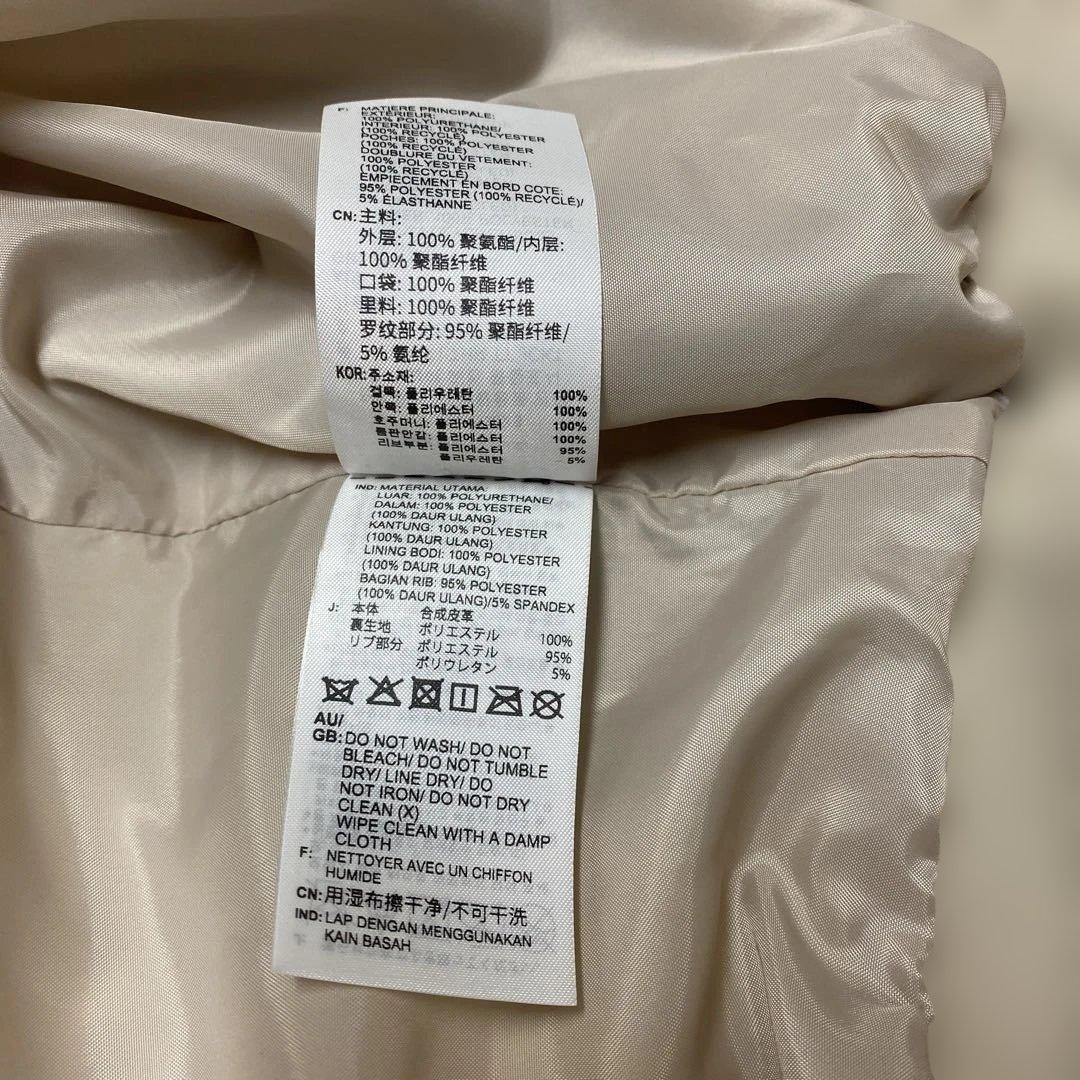 F: MATIÈRE PRINCIPALE:
EXTÉRIEUR:
100% POLYURETHANE/
INTÉRIEUR: 100% POLYESTER
(100% RECYCLÉ)
POCHES: 100% POLYESTER
(100% RECYCLÉ)
DOUBLURE DU VETEMENT:
100% POLYESTER
(100% RECYCLÉ)
EMPIECEMENT EN BORD COTE:
95% POLYESTER (100% RECYCLÉ)/
5% ÉLASTHANNE
CN: 主料:
外层: 100% 聚氨酯/内层:
100% 聚酯纤维
口袋: 100% 聚酯纤维
里料: 100% 聚酯纤维
罗纹部分: 95% 聚酯纤维/
5% 氨纶
KOR: 주소재:
겉쪽: 폴리우레탄 100%
안쪽: 폴리에스터 100%
호주머니: 폴리에스터 100%
몸판안감: 폴리에스터 100%
리브부분: 폴리에스터 95%
폴리우레탄 5%
IND: MATERIAL UTAMA:
LUAR: 100% POLYURETHANE/
DALAM: 100% POLYESTER
(100% DAUR ULANG)
KANTUNG: 100% POLYESTER
(100% DAUR ULANG)
LINING BODI: 100% POLYESTER
(100% DAUR ULANG)
BAGIAN RIB: 95% POLYESTER
(100% DAUR ULANG)/5% SPANDEX
J: 本体 合成皮革
裏生地 ポリエステル 100%
リブ部分 ポリエステル 95%
ポリウレタン 5%
AU/
GB: DO NOT WASH/ DO NOT
BLEACH/ DO NOT TUMBLE
DRY/ LINE DRY/ DO
NOT IRON/ DO NOT DRY
CLEAN (X)
WIPE CLEAN WITH A DAMP
CLOTH
F: NETTOYER AVEC UN CHIFFON
HUMIDE
CN: 用湿布擦干净/不可干洗
IND: LAP DENGAN MENGGUNAKAN
KAIN BASAH